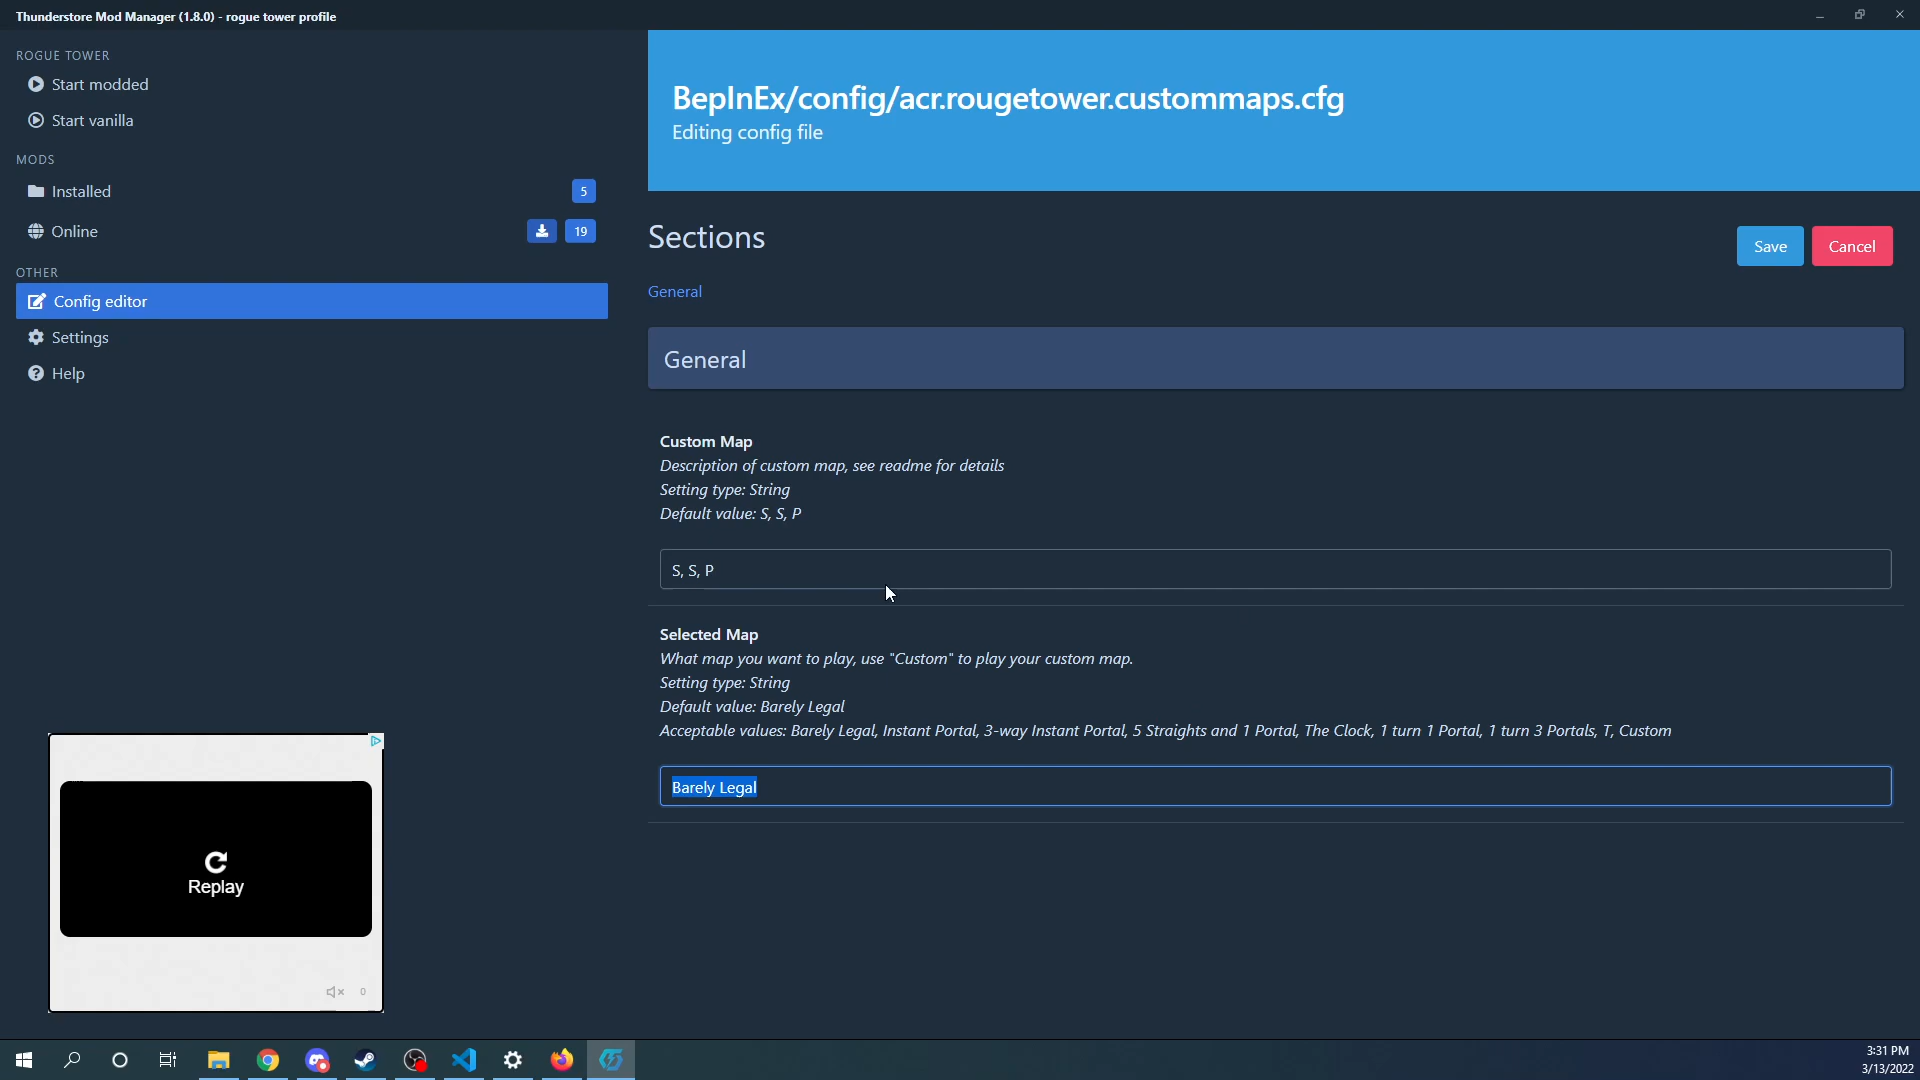 Thunderstore Mod Manager (1.8.0) - rogue tower profile
ROGUE TOWER
Start modded
Start vanilla
MODS
Installed
5
Online
19
OTHER
Config editor
Settings
Help
BepInEx/config/acr.rougetower.custommaps.cfg
Editing config file
Sections
Save
Cancel
General
General
Custom Map
Description of custom map, see readme for details
Setting type: String
Default value: S, S, P
S, S, P
Selected Map
What map you want to play, use "Custom" to play your custom map.
Setting type: String
Default value: Barely Legal
Acceptable values: Barely Legal, Instant Portal, 3-way Instant Portal, 5 Straights and 1 Portal, The Clock, 1 turn 1 Portal, 1 turn 3 Portals, T, Custom
Barely Legal
Replay
0
3:31 PM
3/13/2022